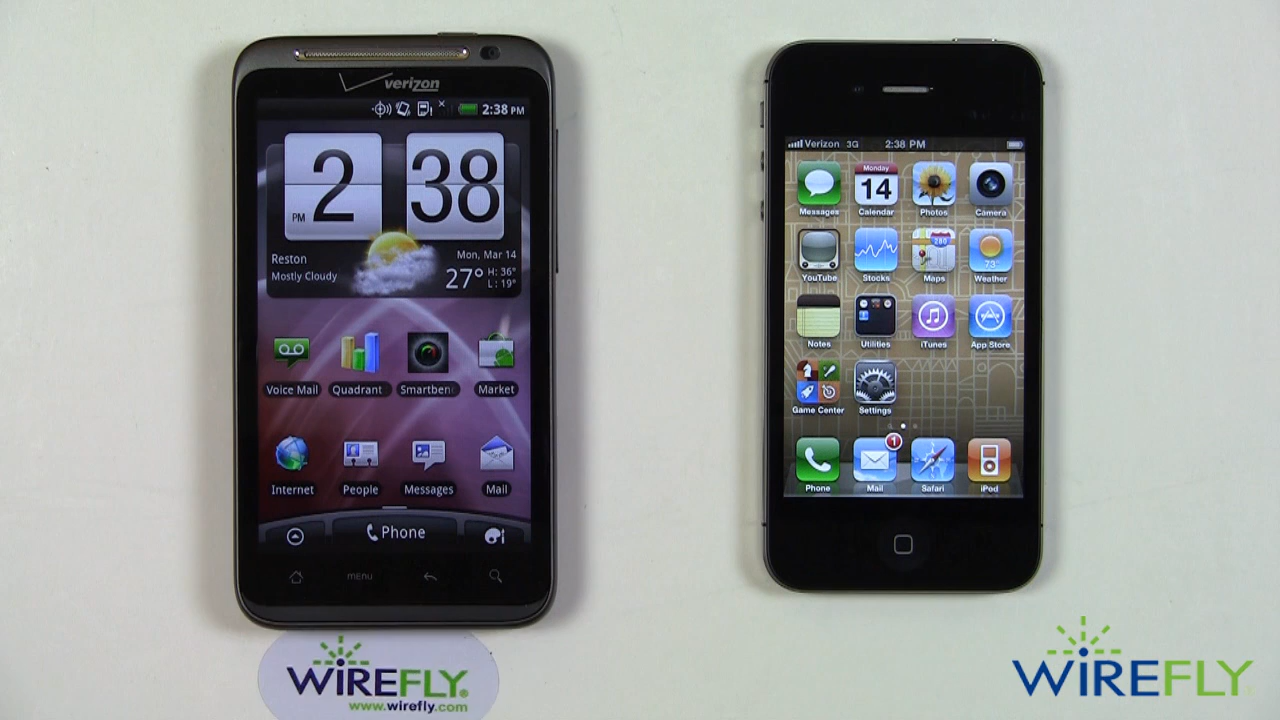 verizon
2:38 PM
2 38
PM
Reston
Mon, Mar 14
Mostly Cloudy
27° H: 36°
L: 19°
Voice Mail Quadrant Smartben Market
Internet People Messages Mail
Phone
MENU
WIREFLY®
www.wirefly.com
Verizon 3G 2:38 PM
Monday
14
280
73°
Messages Calendar Photos Camera
YouTube Stocks Maps Weather
Notes Utilities iTunes App Store
Game Center Settings
1
Phone Mail Safari iPod
WIREFLY